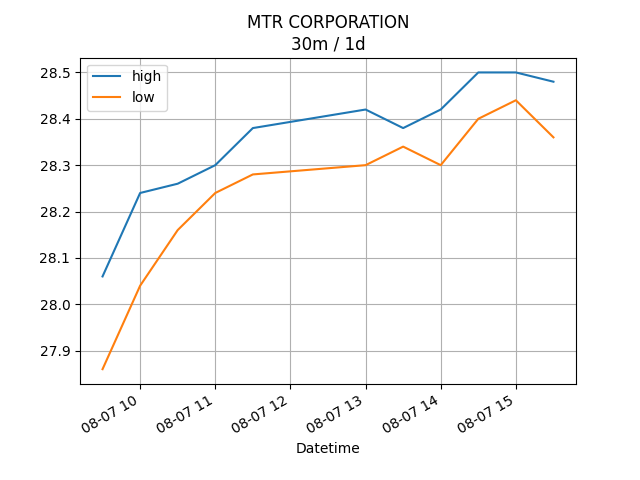 MTR CORPORATION
30m / 1d
high
low
28.5
28.4
28.3
28.2
28.1
28.0
27.9
08-07 10
08-07 11
08-07 12
08-07 13
08-07 14
08-07 15
Datetime